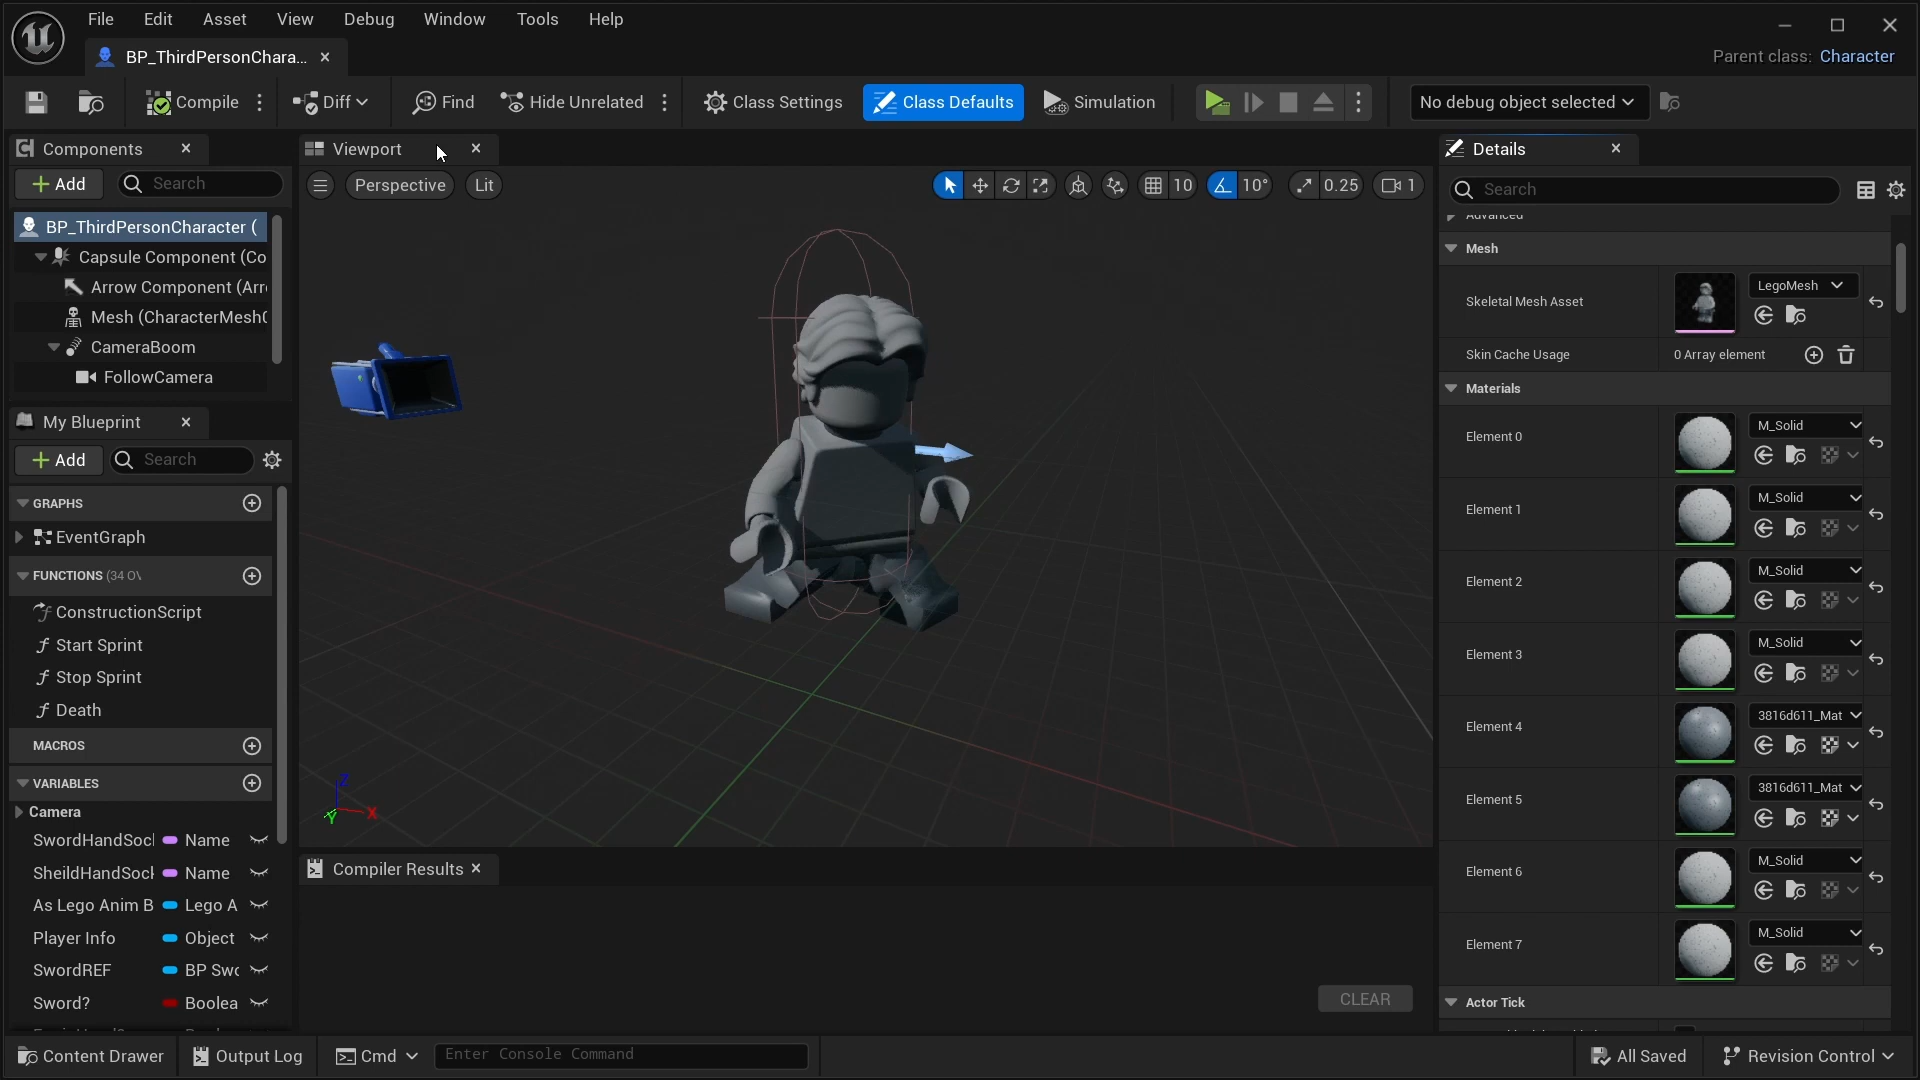 File Edit Asset View Debug Window Tools Help
BP_ThirdPersonChara...
Parent class: Character
Compile Diff Find Hide Unrelated Class Settings Class Defaults Simulation No debug object selected
Components
Add Search
BP_ThirdPersonCharacter (
Capsule Component (Co
Arrow Component (Arr
Mesh (CharacterMesh
CameraBoom
FollowCamera
My Blueprint
Add Search
GRAPHS
EventGraph
FUNCTIONS (34 OV
ConstructionScript
Start Sprint
Stop Sprint
Death
MACROS
VARIABLES
Camera
SwordHandSocl Name
SheildHandSocl Name
As Lego Anim B Lego A
Player Info Object
SwordREF BP Swo
Sword? Boolea
Viewport
Perspective Lit 10 10° 0.25 1
Z
X
Y
Compiler Results
CLEAR
Details
Search
Advanced
Mesh
Skeletal Mesh Asset LegoMesh
Skin Cache Usage 0 Array element
Materials
Element 0 M_Solid
Element 1 M_Solid
Element 2 M_Solid
Element 3 M_Solid
Element 4 3816d611_Mat
Element 5 3816d611_Mat
Element 6 M_Solid
Element 7 M_Solid
Actor Tick
Content Drawer Output Log Cmd Enter Console Command All Saved Revision Control